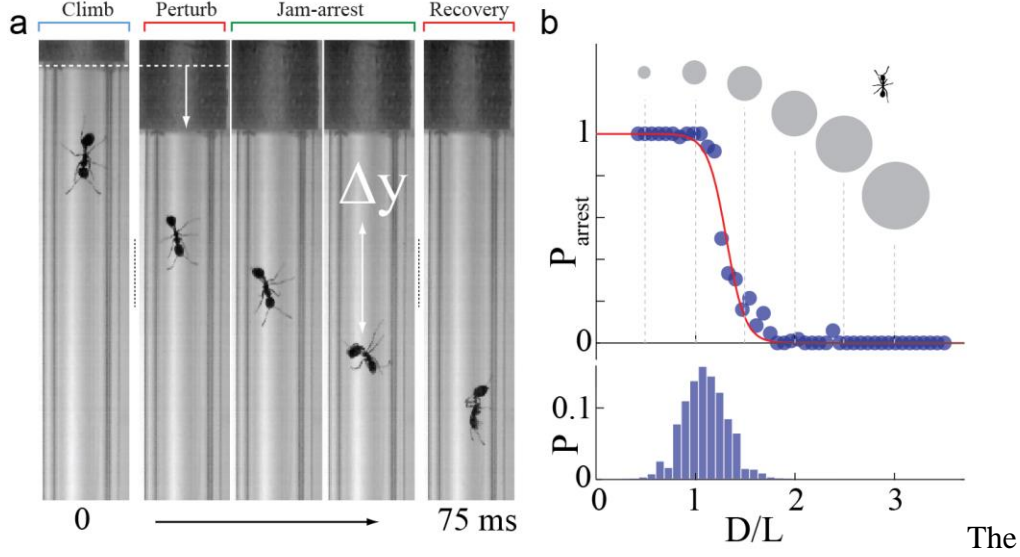 a
Climb Perturb Jam-arrest Recovery
Δy
0 75 ms
b
1
P arrest
0
0.1
P
0
0 1 2 3
D/L
The